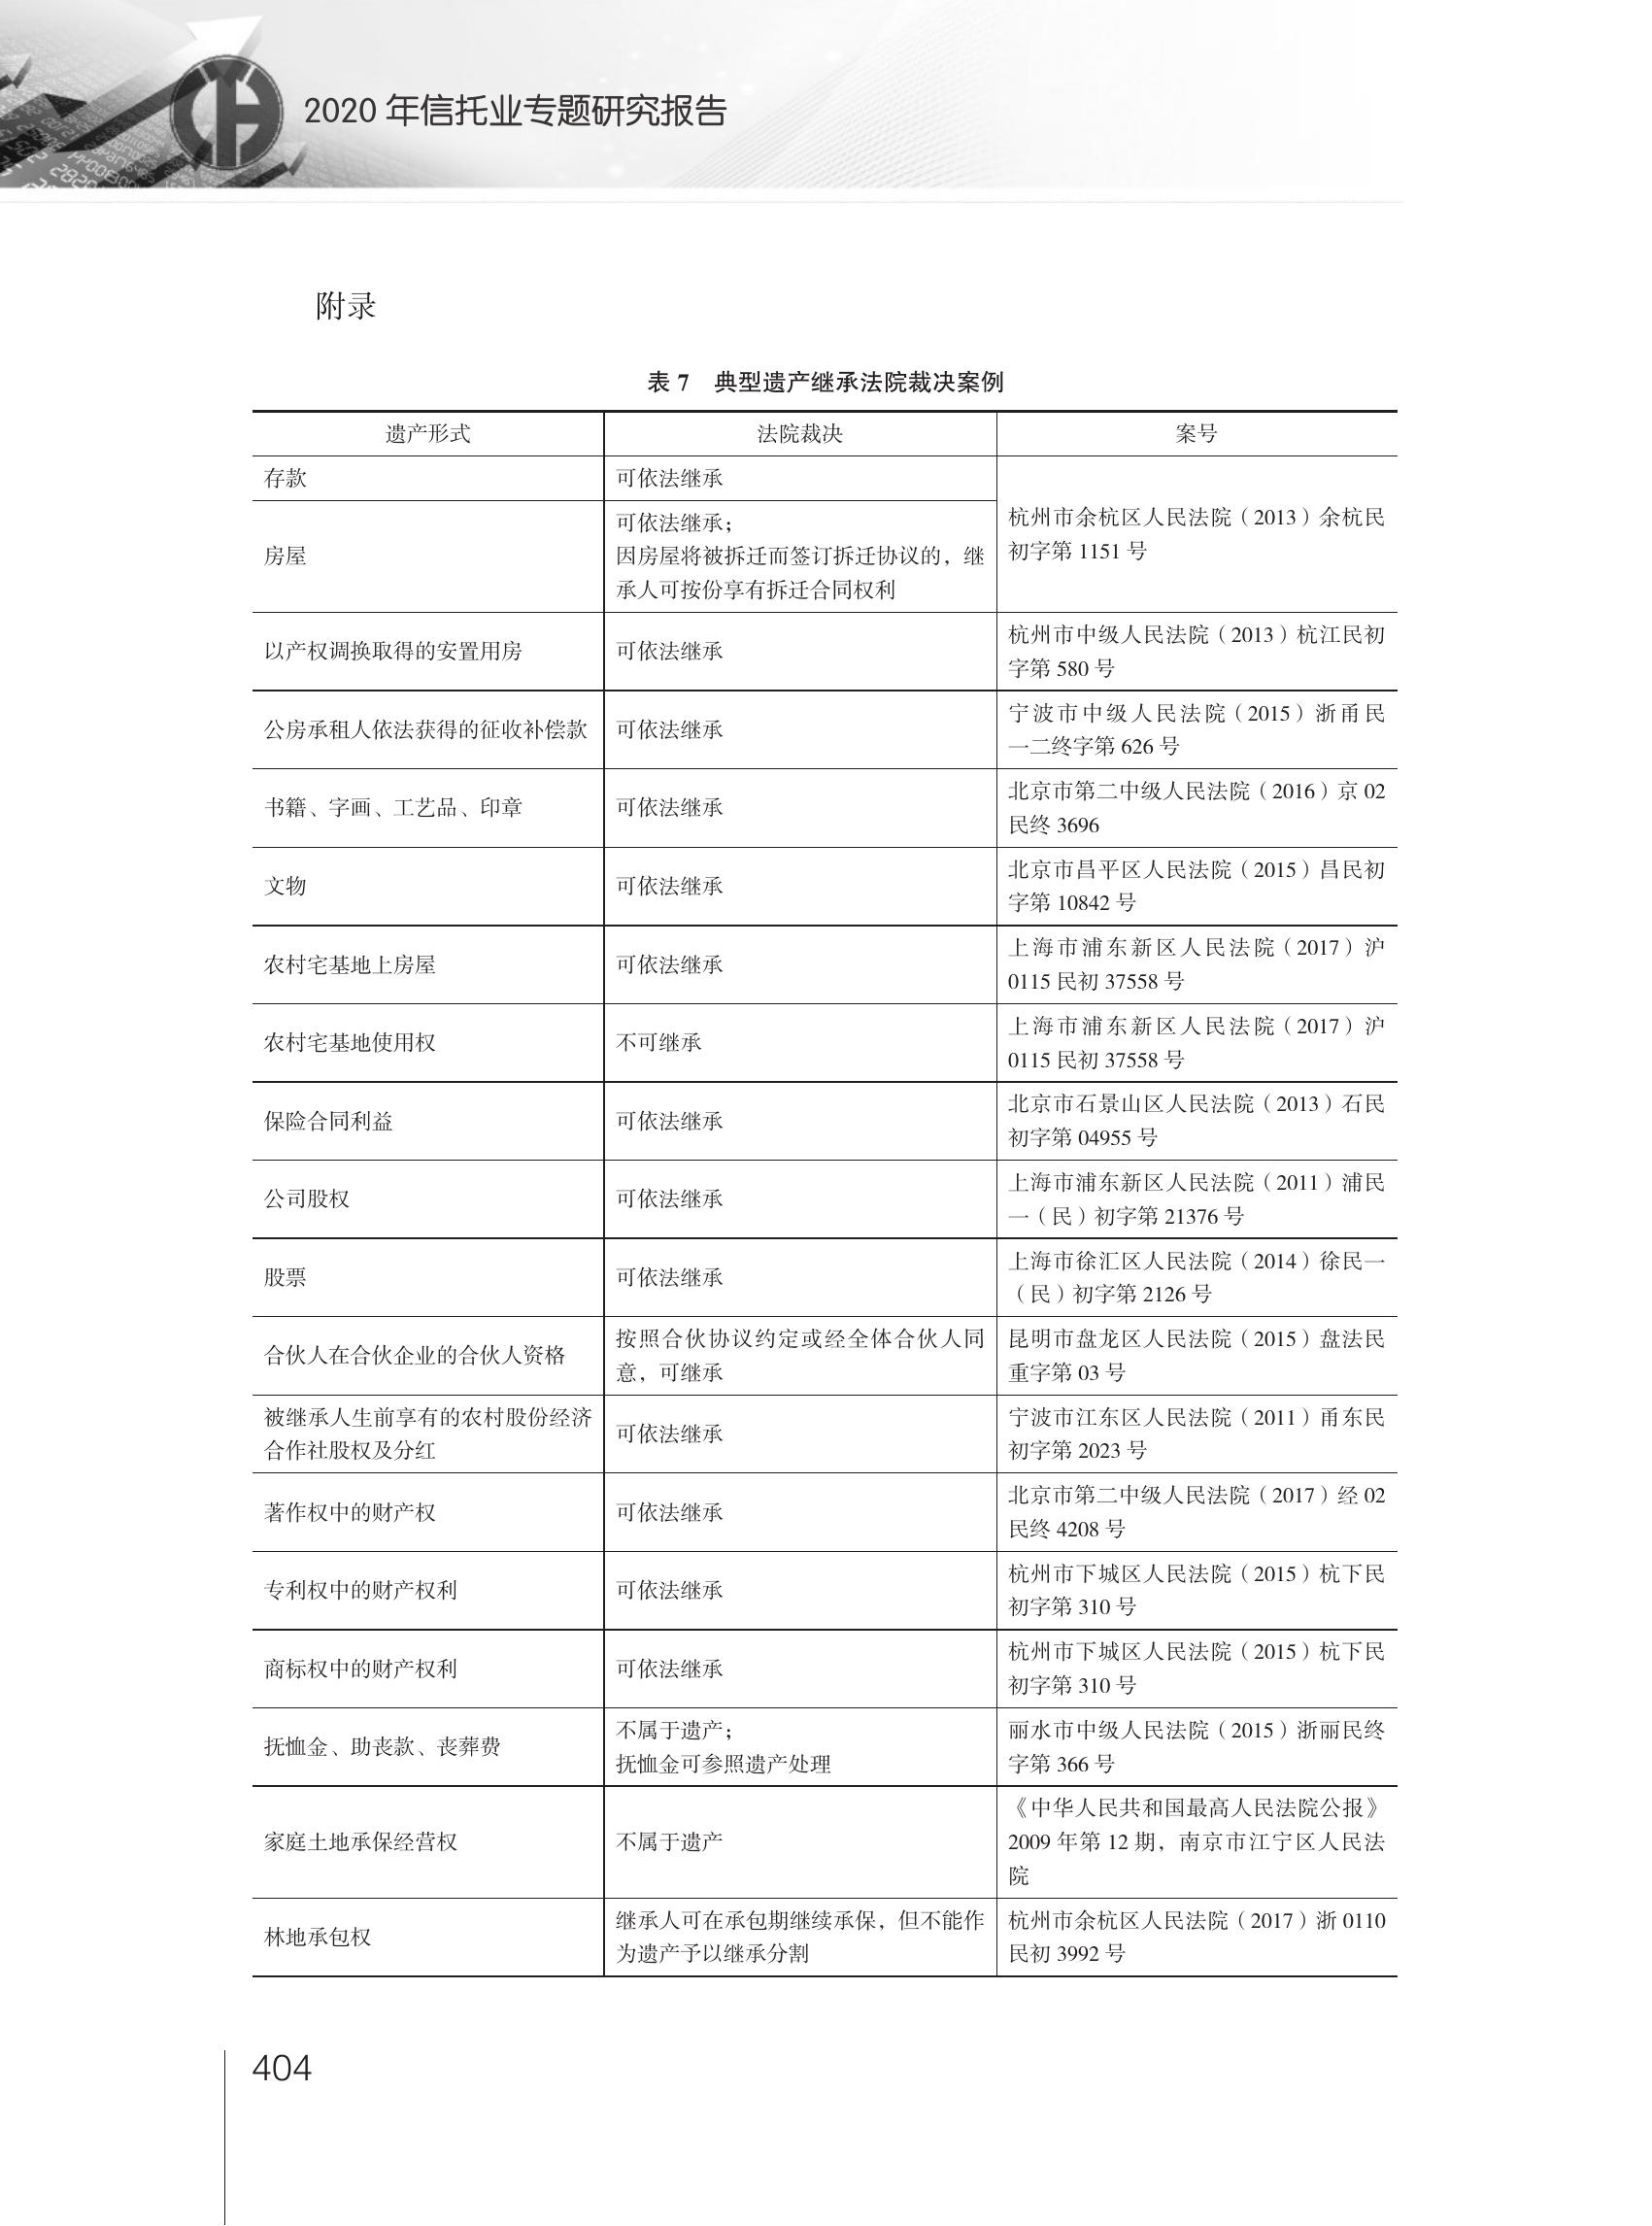 2020 年信托业专题研究报告
附录
表 7 典型遗产继承法院裁决案例
遗产形式 法院裁决 案号
存款 可依法继承
房屋
可依法继承；
因房屋将被拆迁而签订拆迁协议的，继
承人可按份享有拆迁合同权利
杭州市余杭区人民法院（2013）余杭民
初字第 1151 号
以产权调换取得的安置用房 可依法继承
杭州市中级人民法院（2013）杭江民初
字第 580 号
公房承租人依法获得的征收补偿款 可依法继承
宁波市中级人民法院（2015）浙甬民
一二终字第 626 号
书籍、字画、工艺品、印章 可依法继承
北京市第二中级人民法院（2016）京 02
民终 3696
文物 可依法继承
北京市昌平区人民法院（2015）昌民初
字第 10842 号
农村宅基地上房屋 可依法继承
上海市浦东新区人民法院（2017）沪
0115 民初 37558 号
农村宅基地使用权 不可继承
上海市浦东新区人民法院（2017）沪
0115 民初 37558 号
保险合同利益 可依法继承
北京市石景山区人民法院（2013）石民
初字第 04955 号
公司股权 可依法继承
上海市浦东新区人民法院（2011）浦民
一（民）初字第 21376 号
股票 可依法继承
上海市徐汇区人民法院（2014）徐民一
（民）初字第 2126 号
合伙人在合伙企业的合伙人资格
按照合伙协议约定或经全体合伙人同
意，可继承
昆明市盘龙区人民法院（2015）盘法民
重字第 03 号
被继承人生前享有的农村股份经济
合作社股权及分红
可依法继承
宁波市江东区人民法院（2011）甬东民
初字第 2023 号
著作权中的财产权 可依法继承
北京市第二中级人民法院（2017）经 02
民终 4208 号
专利权中的财产权利 可依法继承
杭州市下城区人民法院（2015）杭下民
初字第 310 号
商标权中的财产权利 可依法继承
杭州市下城区人民法院（2015）杭下民
初字第 310 号
抚恤金、助丧款、丧葬费
不属于遗产；
抚恤金可参照遗产处理
丽水市中级人民法院（2015）浙丽民终
字第 366 号
家庭土地承保经营权 不属于遗产
《中华人民共和国最高人民法院公报》
2009 年第 12 期，南京市江宁区人民法
院
林地承包权
继承人可在承包期继续承保，但不能作
为遗产予以继承分割
杭州市余杭区人民法院（2017）浙 0110
民初 3992 号
404